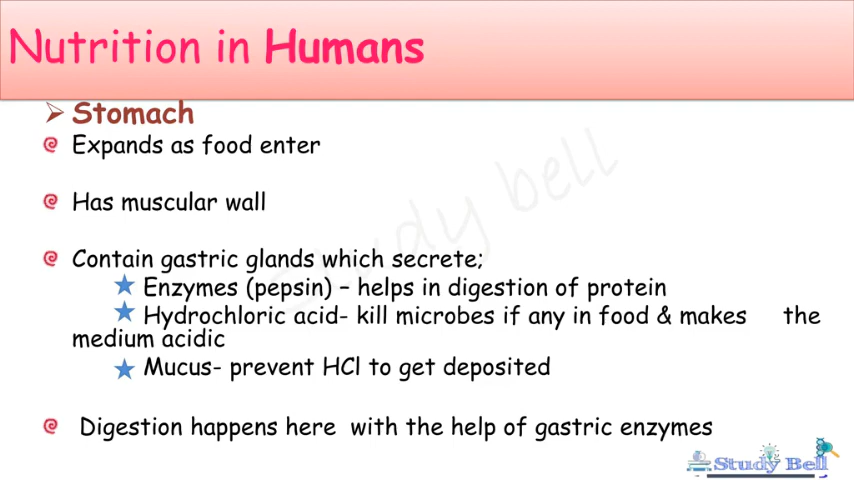 Nutrition in Humans
Stomach
Expands as food enter
Has muscular wall
Contain gastric glands which secrete;
Enzymes (pepsin) – helps in digestion of protein
Hydrochloric acid- kill microbes if any in food & makes the
medium acidic
Mucus- prevent HCl to get deposited
Digestion happens here with the help of gastric enzymes
study bell
Study Bell